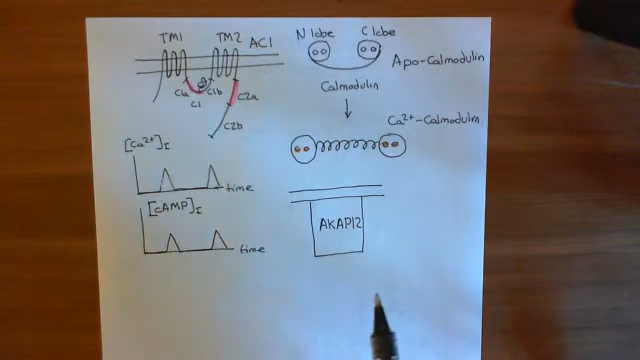 TM1 TM2 AC1
C1a C1b
C1
C2a
C2b
[Ca²⁺]I
time
[cAMP]I
time
N lobe C lobe
Apo-Calmodulin
Calmodulin
Ca²⁺-Calmodulin
AKAP12